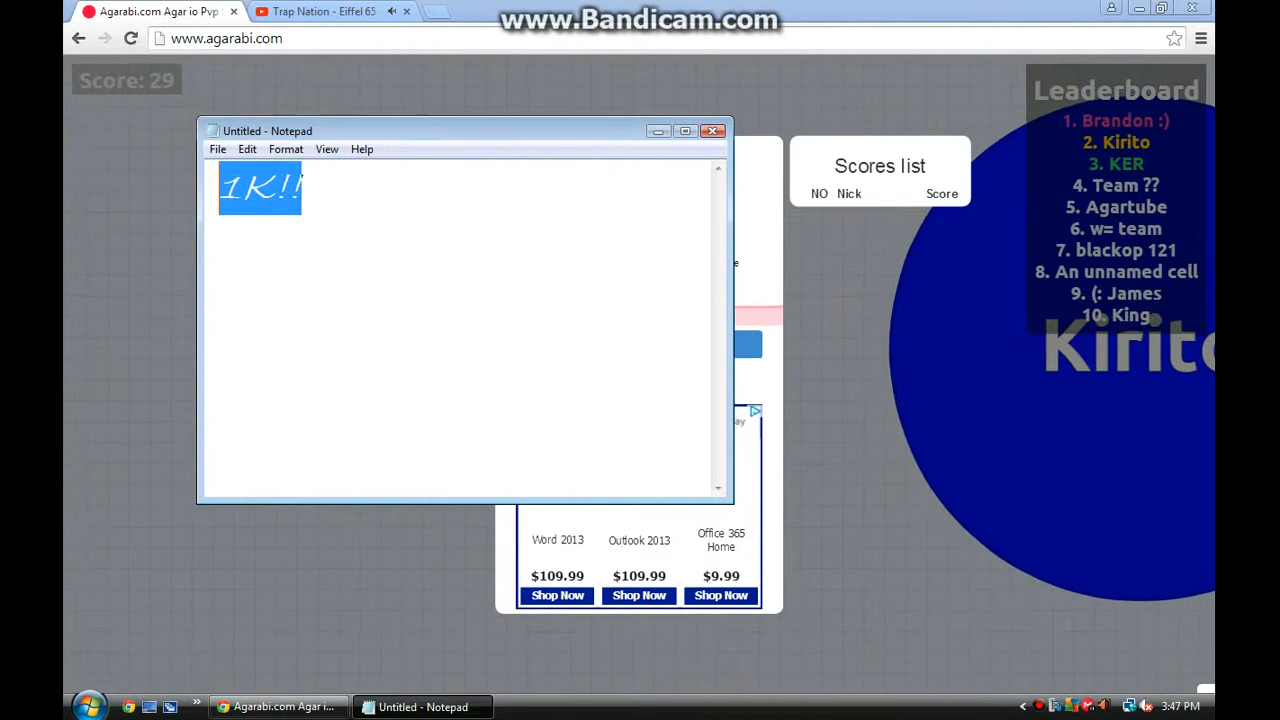 www.Bandicam.com
Agarabi.com Agar io Pvp
Trap Nation - Eiffel 65
www.agarabi.com
Score: 29
Untitled - Notepad
File Edit Format View Help
1K!!
Scores list
NO Nick Score
Leaderboard
1. Brandon :)
2. Kirito
3. KER
4. Team ??
5. Agartube
6. w= team
7. blackop 121
8. An unnamed cell
9. (: James
10. King
Kirito
Word 2013
$109.99
Shop Now
Outlook 2013
$109.99
Shop Now
Office 365
Home
$9.99
Shop Now
Agarabi.com Agar i...
Untitled - Notepad
3:47 PM